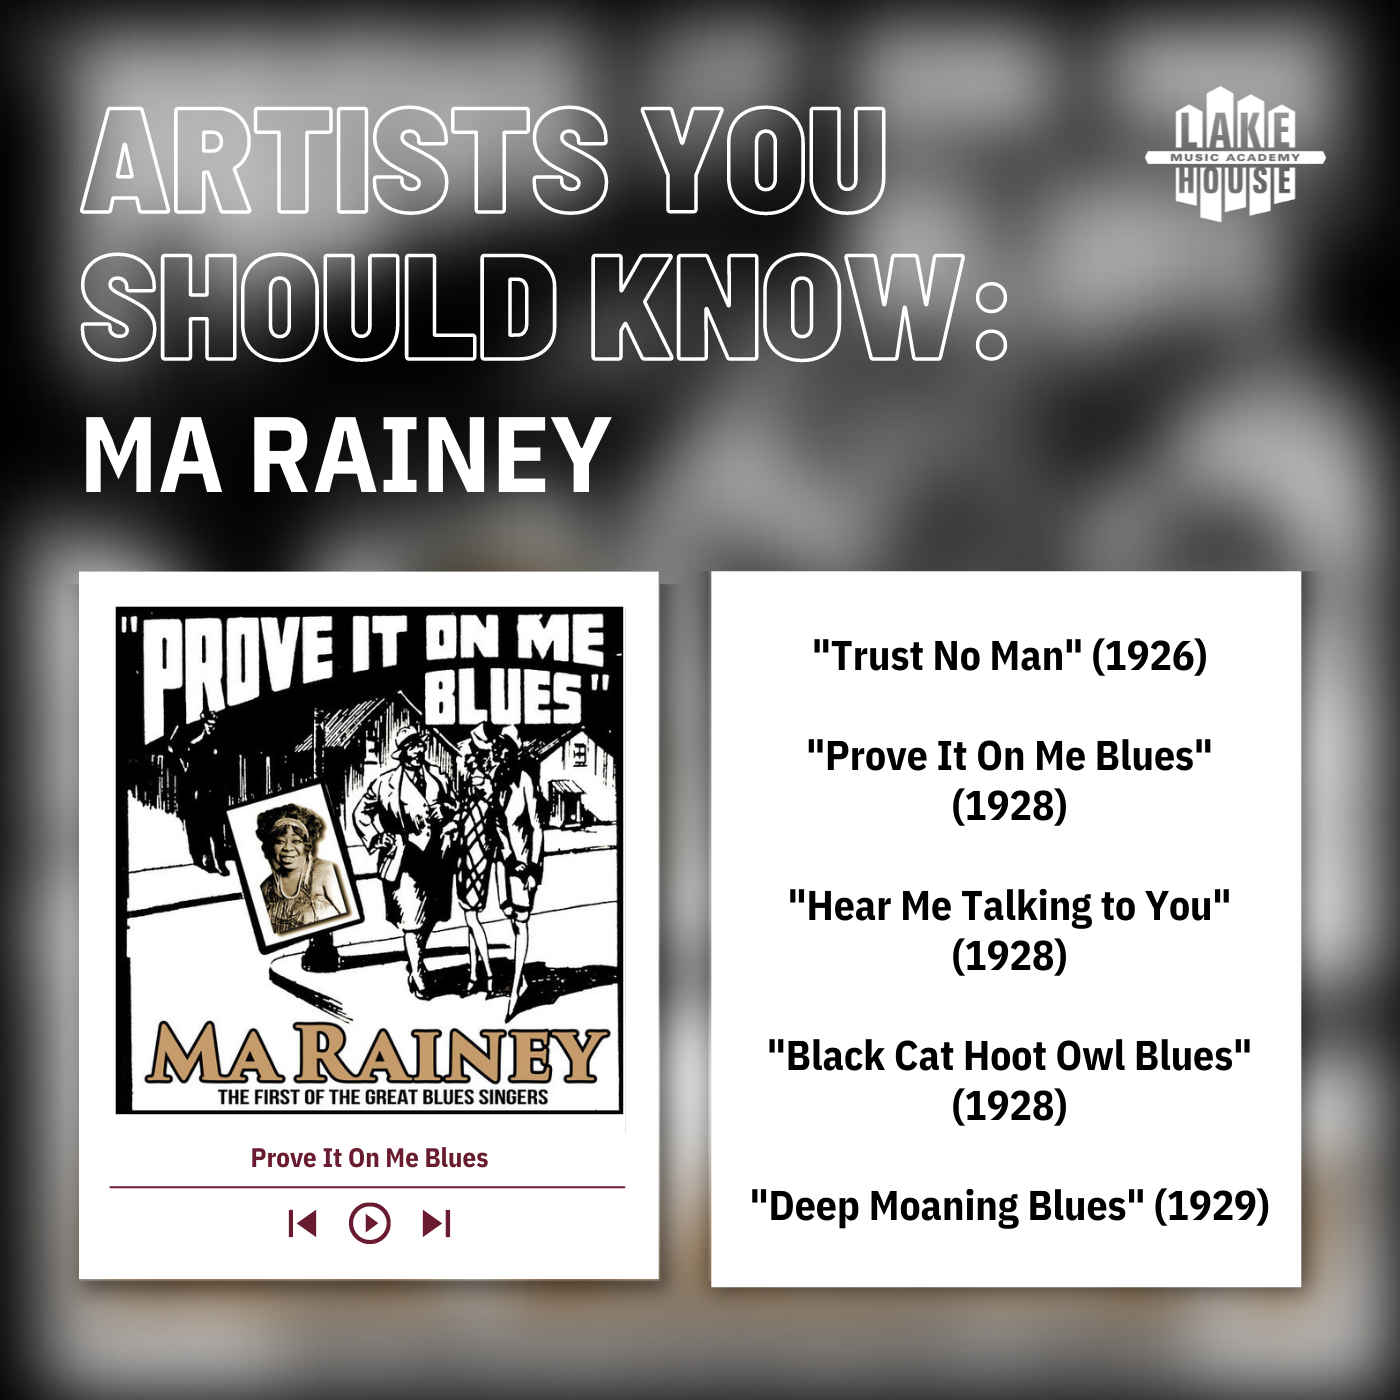 ARTISTS YOU
SHOULD KNOW:
MA RAINEY
LAKE
MUSIC ACADEMY
HOUSE
"PROVE IT ON ME
BLUES"
MA RAINEY
THE FIRST OF THE GREAT BLUES SINGERS
Prove It On Me Blues
"Trust No Man" (1926)
"Prove It On Me Blues"
(1928)
"Hear Me Talking to You"
(1928)
"Black Cat Hoot Owl Blues"
(1928)
"Deep Moaning Blues" (1929)